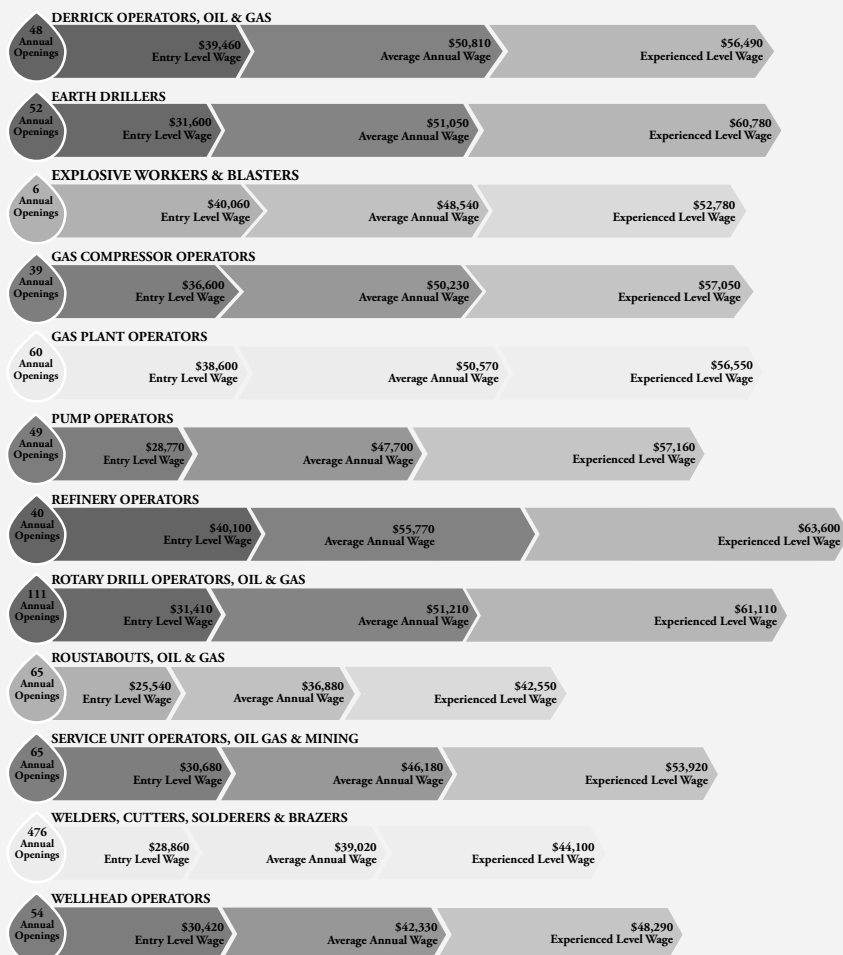 DERRICK OPERATORS, OIL & GAS
48
Annual
Openings
$39,460
Entry Level Wage
$50,810
Average Annual Wage
$56,490
Experienced Level Wage
EARTH DRILLERS
52
Annual
Openings
$31,600
Entry Level Wage
$51,050
Average Annual Wage
$60,780
Experienced Level Wage
EXPLOSIVE WORKERS & BLASTERS
6
Annual
Openings
$40,060
Entry Level Wage
$48,540
Average Annual Wage
$52,780
Experienced Level Wage
GAS COMPRESSOR OPERATORS
39
Annual
Openings
$36,600
Entry Level Wage
$50,230
Average Annual Wage
$57,050
Experienced Level Wage
GAS PLANT OPERATORS
60
Annual
Openings
$38,600
Entry Level Wage
$50,570
Average Annual Wage
$56,550
Experienced Level Wage
PUMP OPERATORS
49
Annual
Openings
$28,770
Entry Level Wage
$47,700
Average Annual Wage
$57,160
Experienced Level Wage
REFINERY OPERATORS
40
Annual
Openings
$40,100
Entry Level Wage
$55,770
Average Annual Wage
$63,600
Experienced Level Wage
ROTARY DRILL OPERATORS, OIL & GAS
111
Annual
Openings
$31,410
Entry Level Wage
$51,210
Average Annual Wage
$61,110
Experienced Level Wage
ROUSTABOUTS, OIL & GAS
65
Annual
Openings
$25,540
Entry Level Wage
$36,880
Average Annual Wage
$42,550
Experienced Level Wage
SERVICE UNIT OPERATORS, OIL GAS & MINING
65
Annual
Openings
$30,680
Entry Level Wage
$46,180
Average Annual Wage
$53,920
Experienced Level Wage
WELDERS, CUTTERS, SOLDERERS & BRAZERS
476
Annual
Openings
$28,860
Entry Level Wage
$39,020
Average Annual Wage
$44,100
Experienced Level Wage
WELLHEAD OPERATORS
54
Annual
Openings
$30,420
Entry Level Wage
$42,330
Average Annual Wage
$48,290
Experienced Level Wage